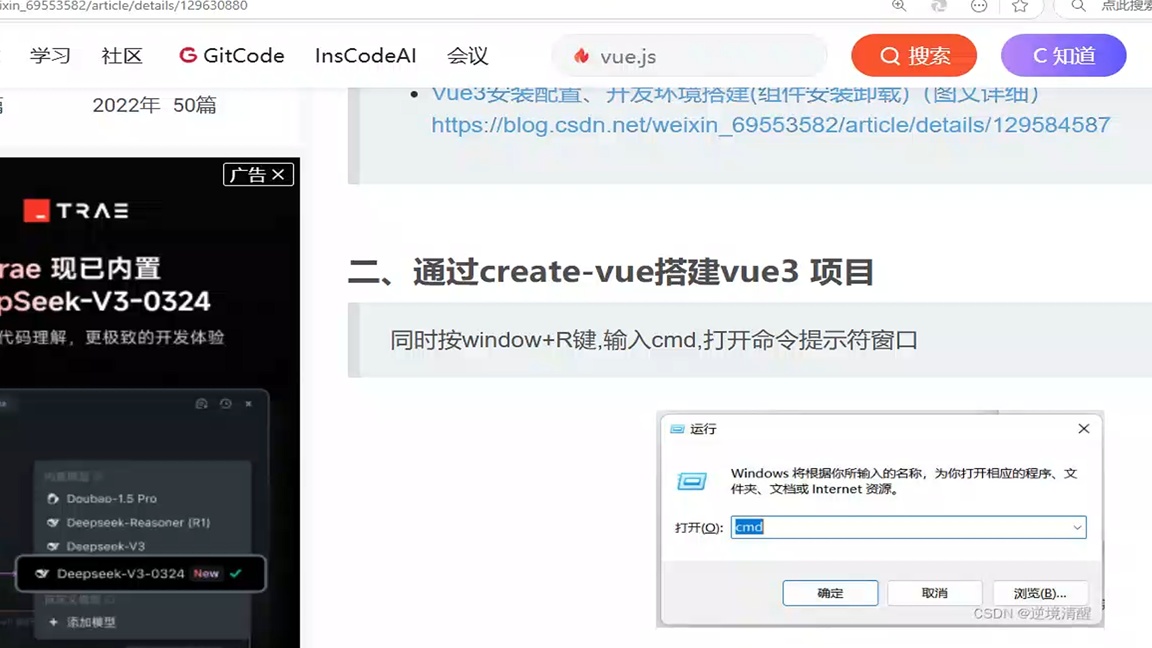 ixin_69553582/article/details/129630880
点此搜索
学习
社区
GitCode
InsCodeAI
会议
vue.js
搜索
C 知道
2022年 50篇
Vue3安装配置、开发环境搭建(组件安装卸载)（图文详细）
https://blog.csdn.net/weixin_69553582/article/details/129584587
广告
TRAE
rae 现已内置
pSeek-V3-0324
代码理解，更极致的开发体验
Doubao-1.5 Pro
Deepseek-Reasoner (R1)
Deepseek-V3
Deepseek-V3-0324 New
添加模型
二、通过create-vue搭建vue3 项目
同时按window+R键,输入cmd,打开命令提示符窗口
运行
Windows 将根据你所输入的名称，为你打开相应的程序、文
件夹、文档或 Internet 资源。
打开(O):
cmd
确定
取消
浏览(B)...
CSDN @逆境清醒